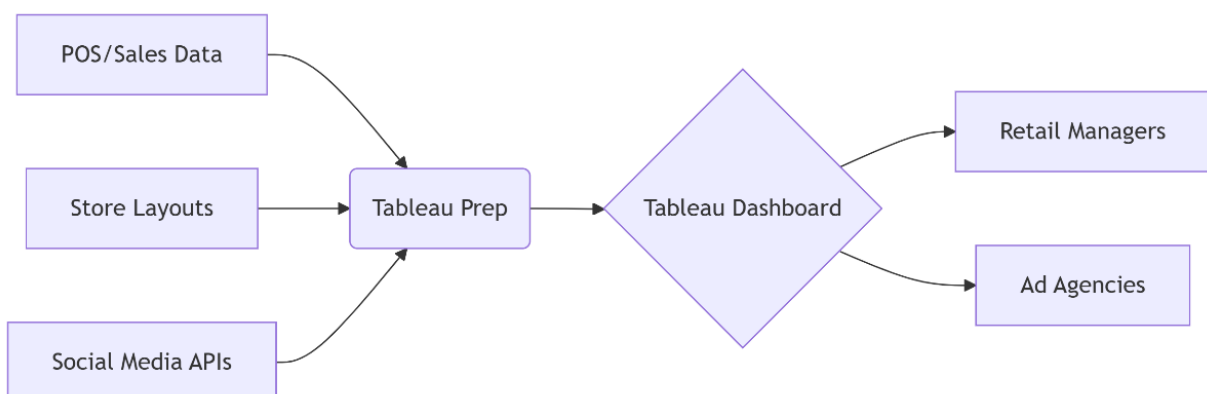 POS/Sales Data
Store Layouts
Social Media APIs
Tableau Prep
Tableau Dashboard
Retail Managers
Ad Agencies